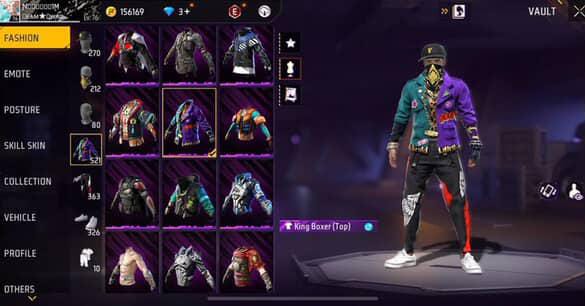 156169
3+
E
VAULT
FASHION
270
EMOTE
212
POSTURE
80
SKILL SKIN
521
COLLECTION
363
VEHICLE
326
PROFILE
10
OTHERS
King Boxer (Top)